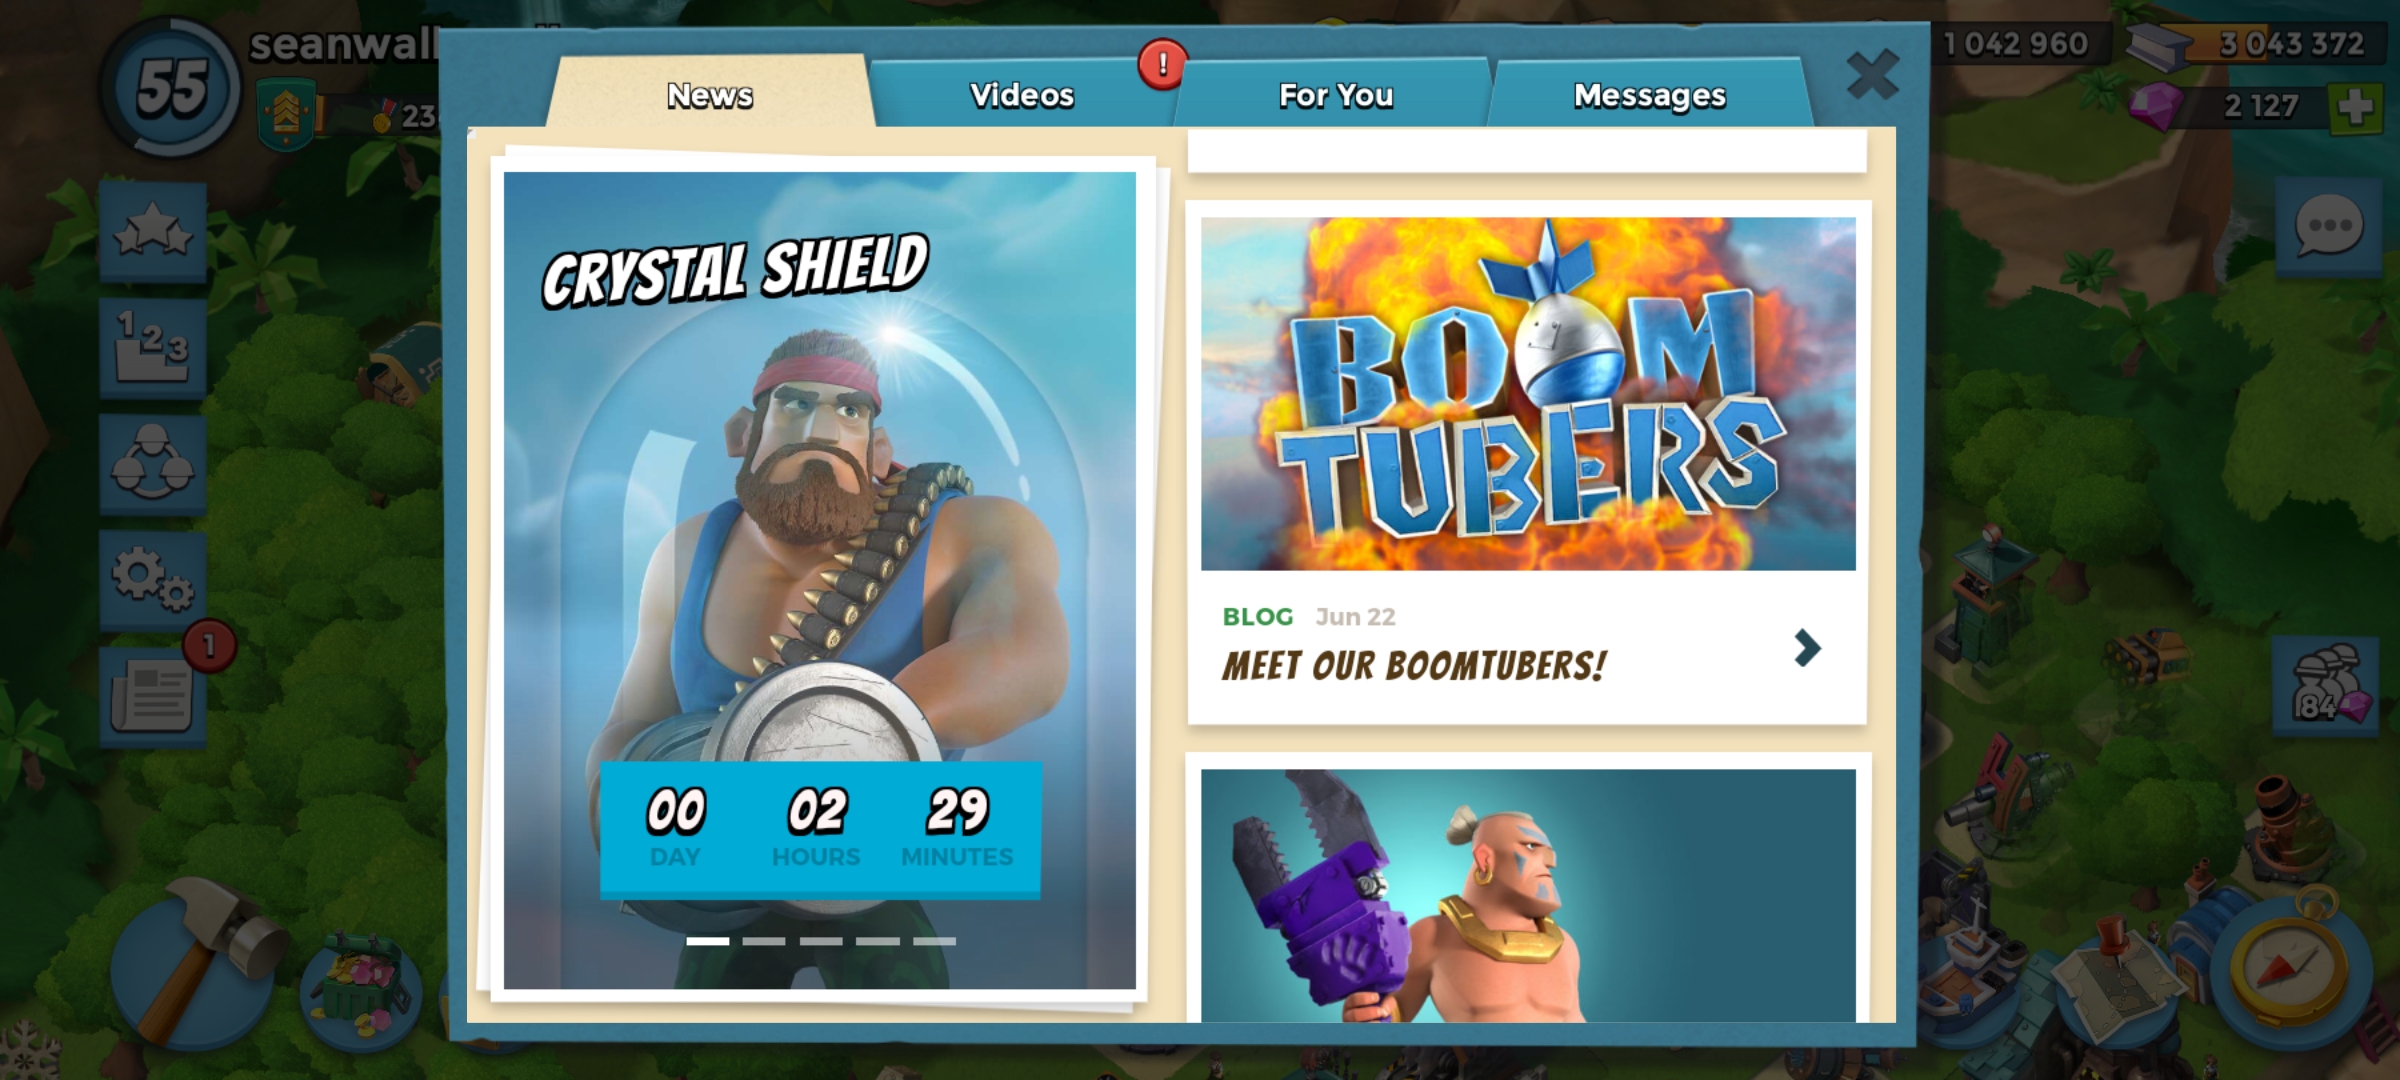 55
seanwall
1 042 960
3 043 372
23
2 127
News
Videos
!
For You
Messages
CRYSTAL SHIELD
00 02 29
DAY HOURS MINUTES
BOOM
TUBERS
BLOG Jun 22
MEET OUR BOOMTUBERS!
123
1
84